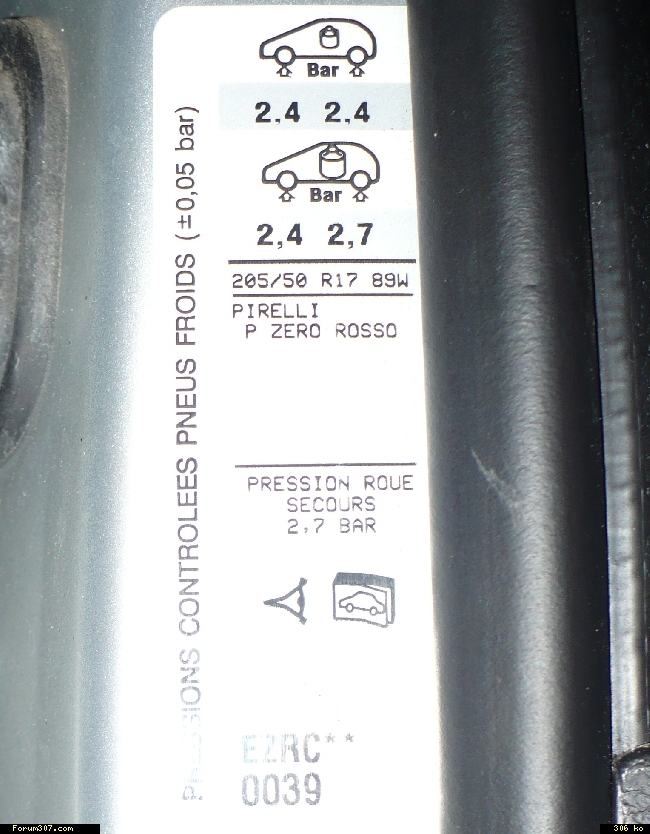 Bar
2.4 2.4
Bar
2,4 2,7
205/50 R17 89W
PIRELLI
P ZERO ROSSO
PRESSION ROUE
SECOURS
2,7 BAR
EZRC**
0039
PRESSIONS CONTROLEES PNEUS FROIDS (±0,05 bar)
Forum307.com
306 ko